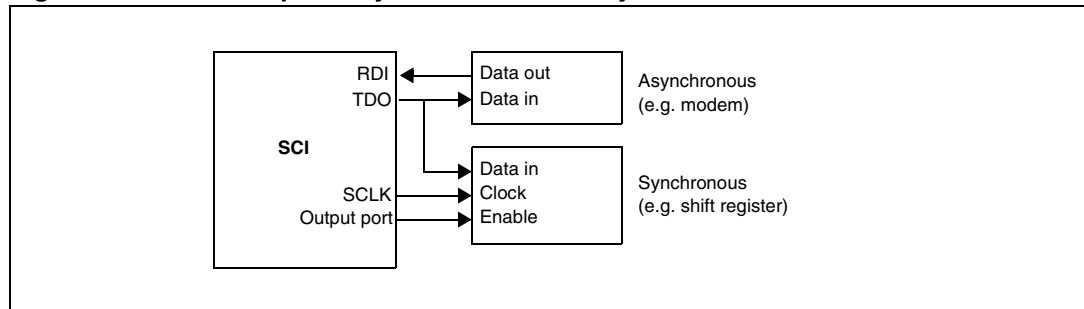 RDI
TDO
SCI
SCLK
Output port
Data out
Data in
Asynchronous
(e.g. modem)
Data in
Clock
Enable
Synchronous
(e.g. shift register)